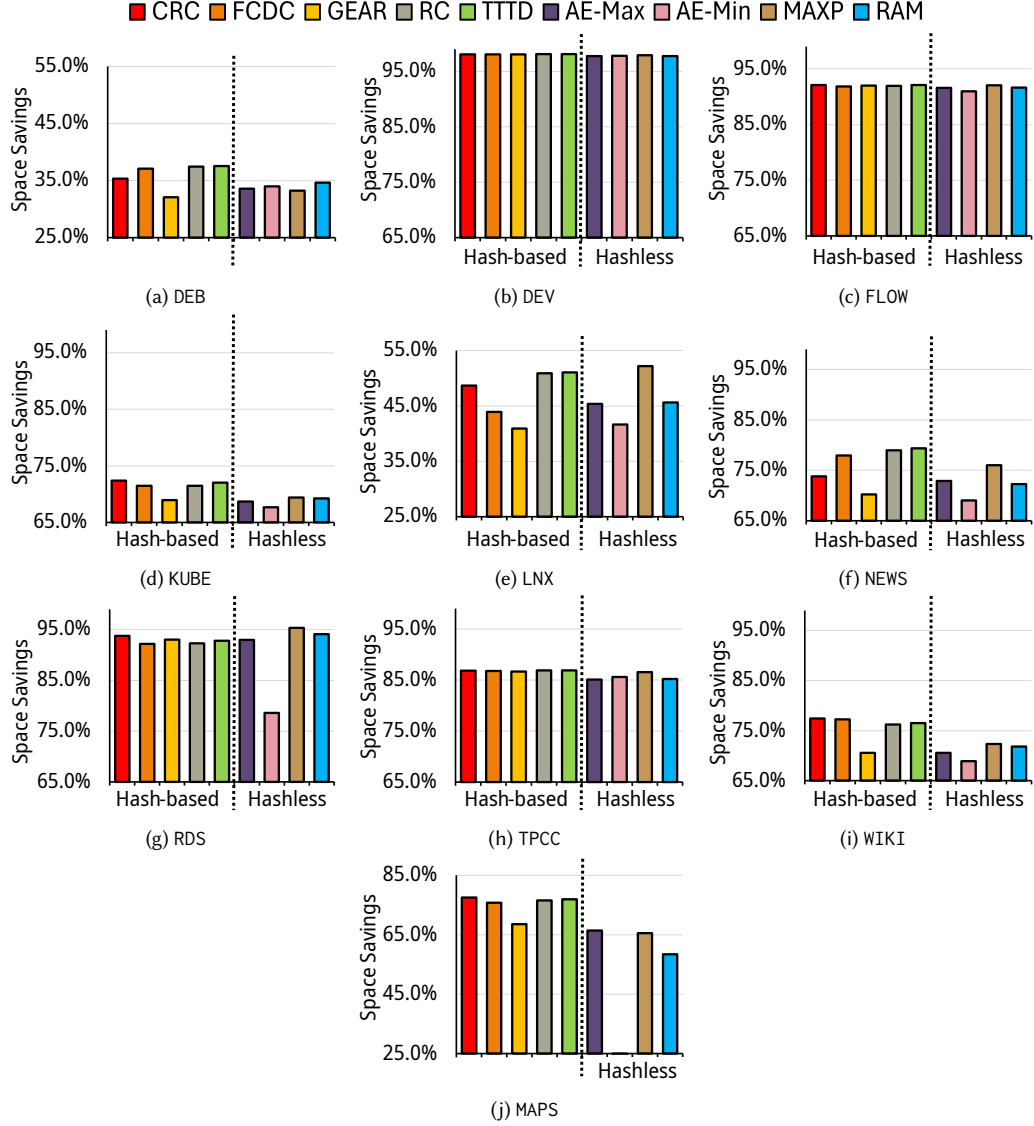 CRC FCDC GEAR RC TTTD AE-Max AE-Min MAXP RAM
Space Savings
55.0%
45.0%
35.0%
25.0%
(a) DEB
Space Savings
95.0%
85.0%
75.0%
65.0%
Hash-based Hashless
(b) DEV
Space Savings
95.0%
85.0%
75.0%
65.0%
Hash-based Hashless
(c) FLOW
Space Savings
95.0%
85.0%
75.0%
65.0%
Hash-based Hashless
(d) KUBE
Space Savings
55.0%
45.0%
35.0%
25.0%
Hash-based Hashless
(e) LNX
Space Savings
95.0%
85.0%
75.0%
65.0%
Hash-based Hashless
(f) NEWS
Space Savings
95.0%
85.0%
75.0%
65.0%
Hash-based Hashless
(g) RDS
Space Savings
95.0%
85.0%
75.0%
65.0%
Hash-based Hashless
(h) TPCC
Space Savings
95.0%
85.0%
75.0%
65.0%
Hash-based Hashless
(i) WIKI
Space Savings
85.0%
65.0%
45.0%
25.0%
Hashless
(j) MAPS